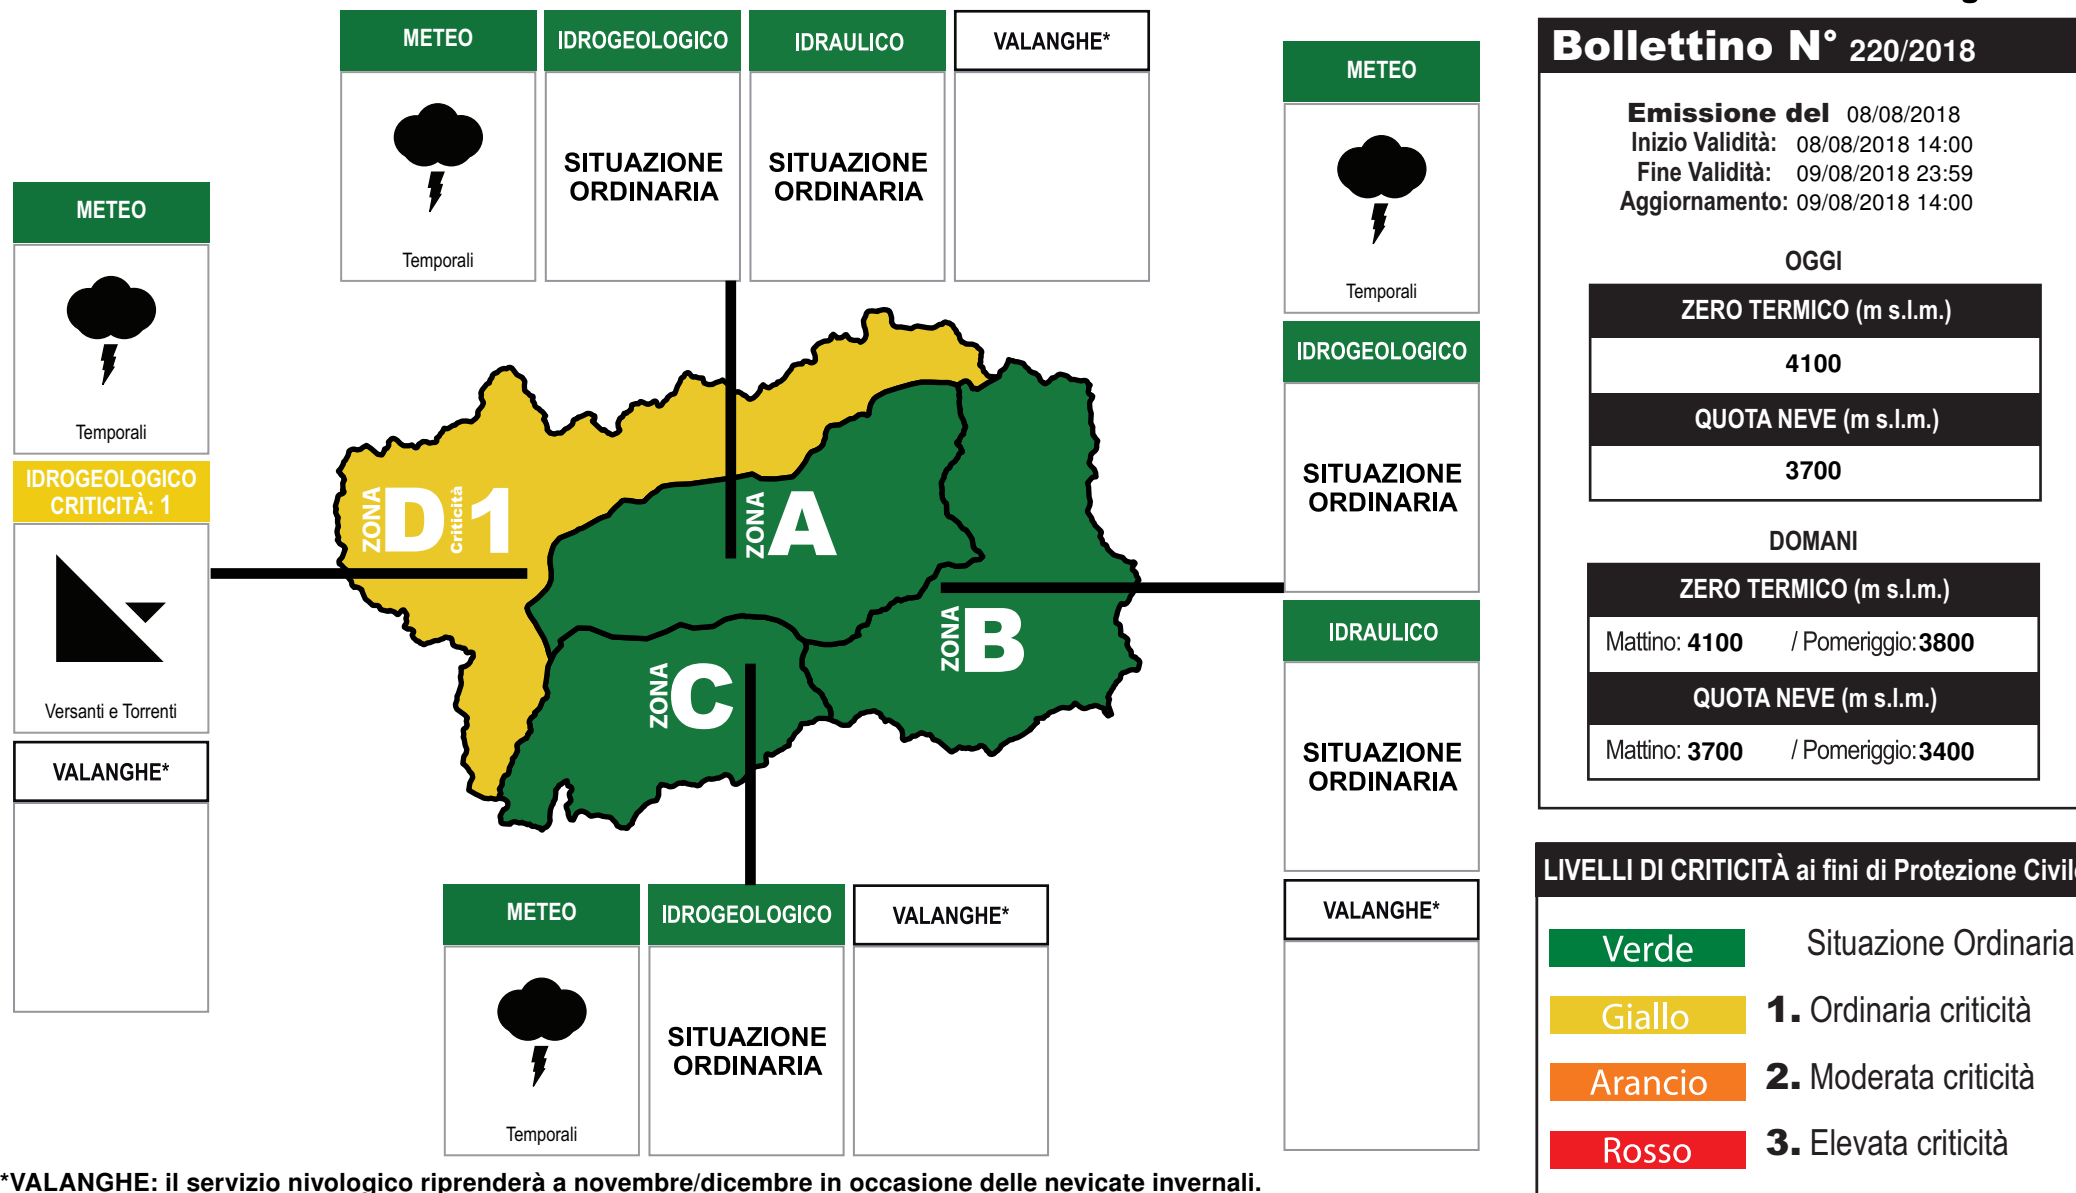 METEO
IDROGEOLOGICO
IDRAULICO
VALANGHE*
Temporali
SITUAZIONE
ORDINARIA
SITUAZIONE
ORDINARIA
METEO
Temporali
IDROGEOLOGICO
CRITICITÀ: 1
Versanti e Torrenti
VALANGHE*
ZONA D Criticità 1
ZONA A
ZONA B
ZONA C
METEO
Temporali
IDROGEOLOGICO
SITUAZIONE
ORDINARIA
IDRAULICO
SITUAZIONE
ORDINARIA
VALANGHE*
METEO
IDROGEOLOGICO
VALANGHE*
Temporali
SITUAZIONE
ORDINARIA
*VALANGHE: il servizio nivologico riprenderà a novembre/dicembre in occasione delle nevicate invernali.
Bollettino N° 220/2018
Emissione del 08/08/2018
Inizio Validità: 08/08/2018 14:00
Fine Validità: 09/08/2018 23:59
Aggiornamento: 09/08/2018 14:00
OGGI
ZERO TERMICO (m s.l.m.)
4100
QUOTA NEVE (m s.l.m.)
3700
DOMANI
ZERO TERMICO (m s.l.m.)
Mattino: 4100 / Pomeriggio: 3800
QUOTA NEVE (m s.l.m.)
Mattino: 3700 / Pomeriggio: 3400
LIVELLI DI CRITICITÀ ai fini di Protezione Civile
Verde Situazione Ordinaria
Giallo 1. Ordinaria criticità
Arancio 2. Moderata criticità
Rosso 3. Elevata criticità